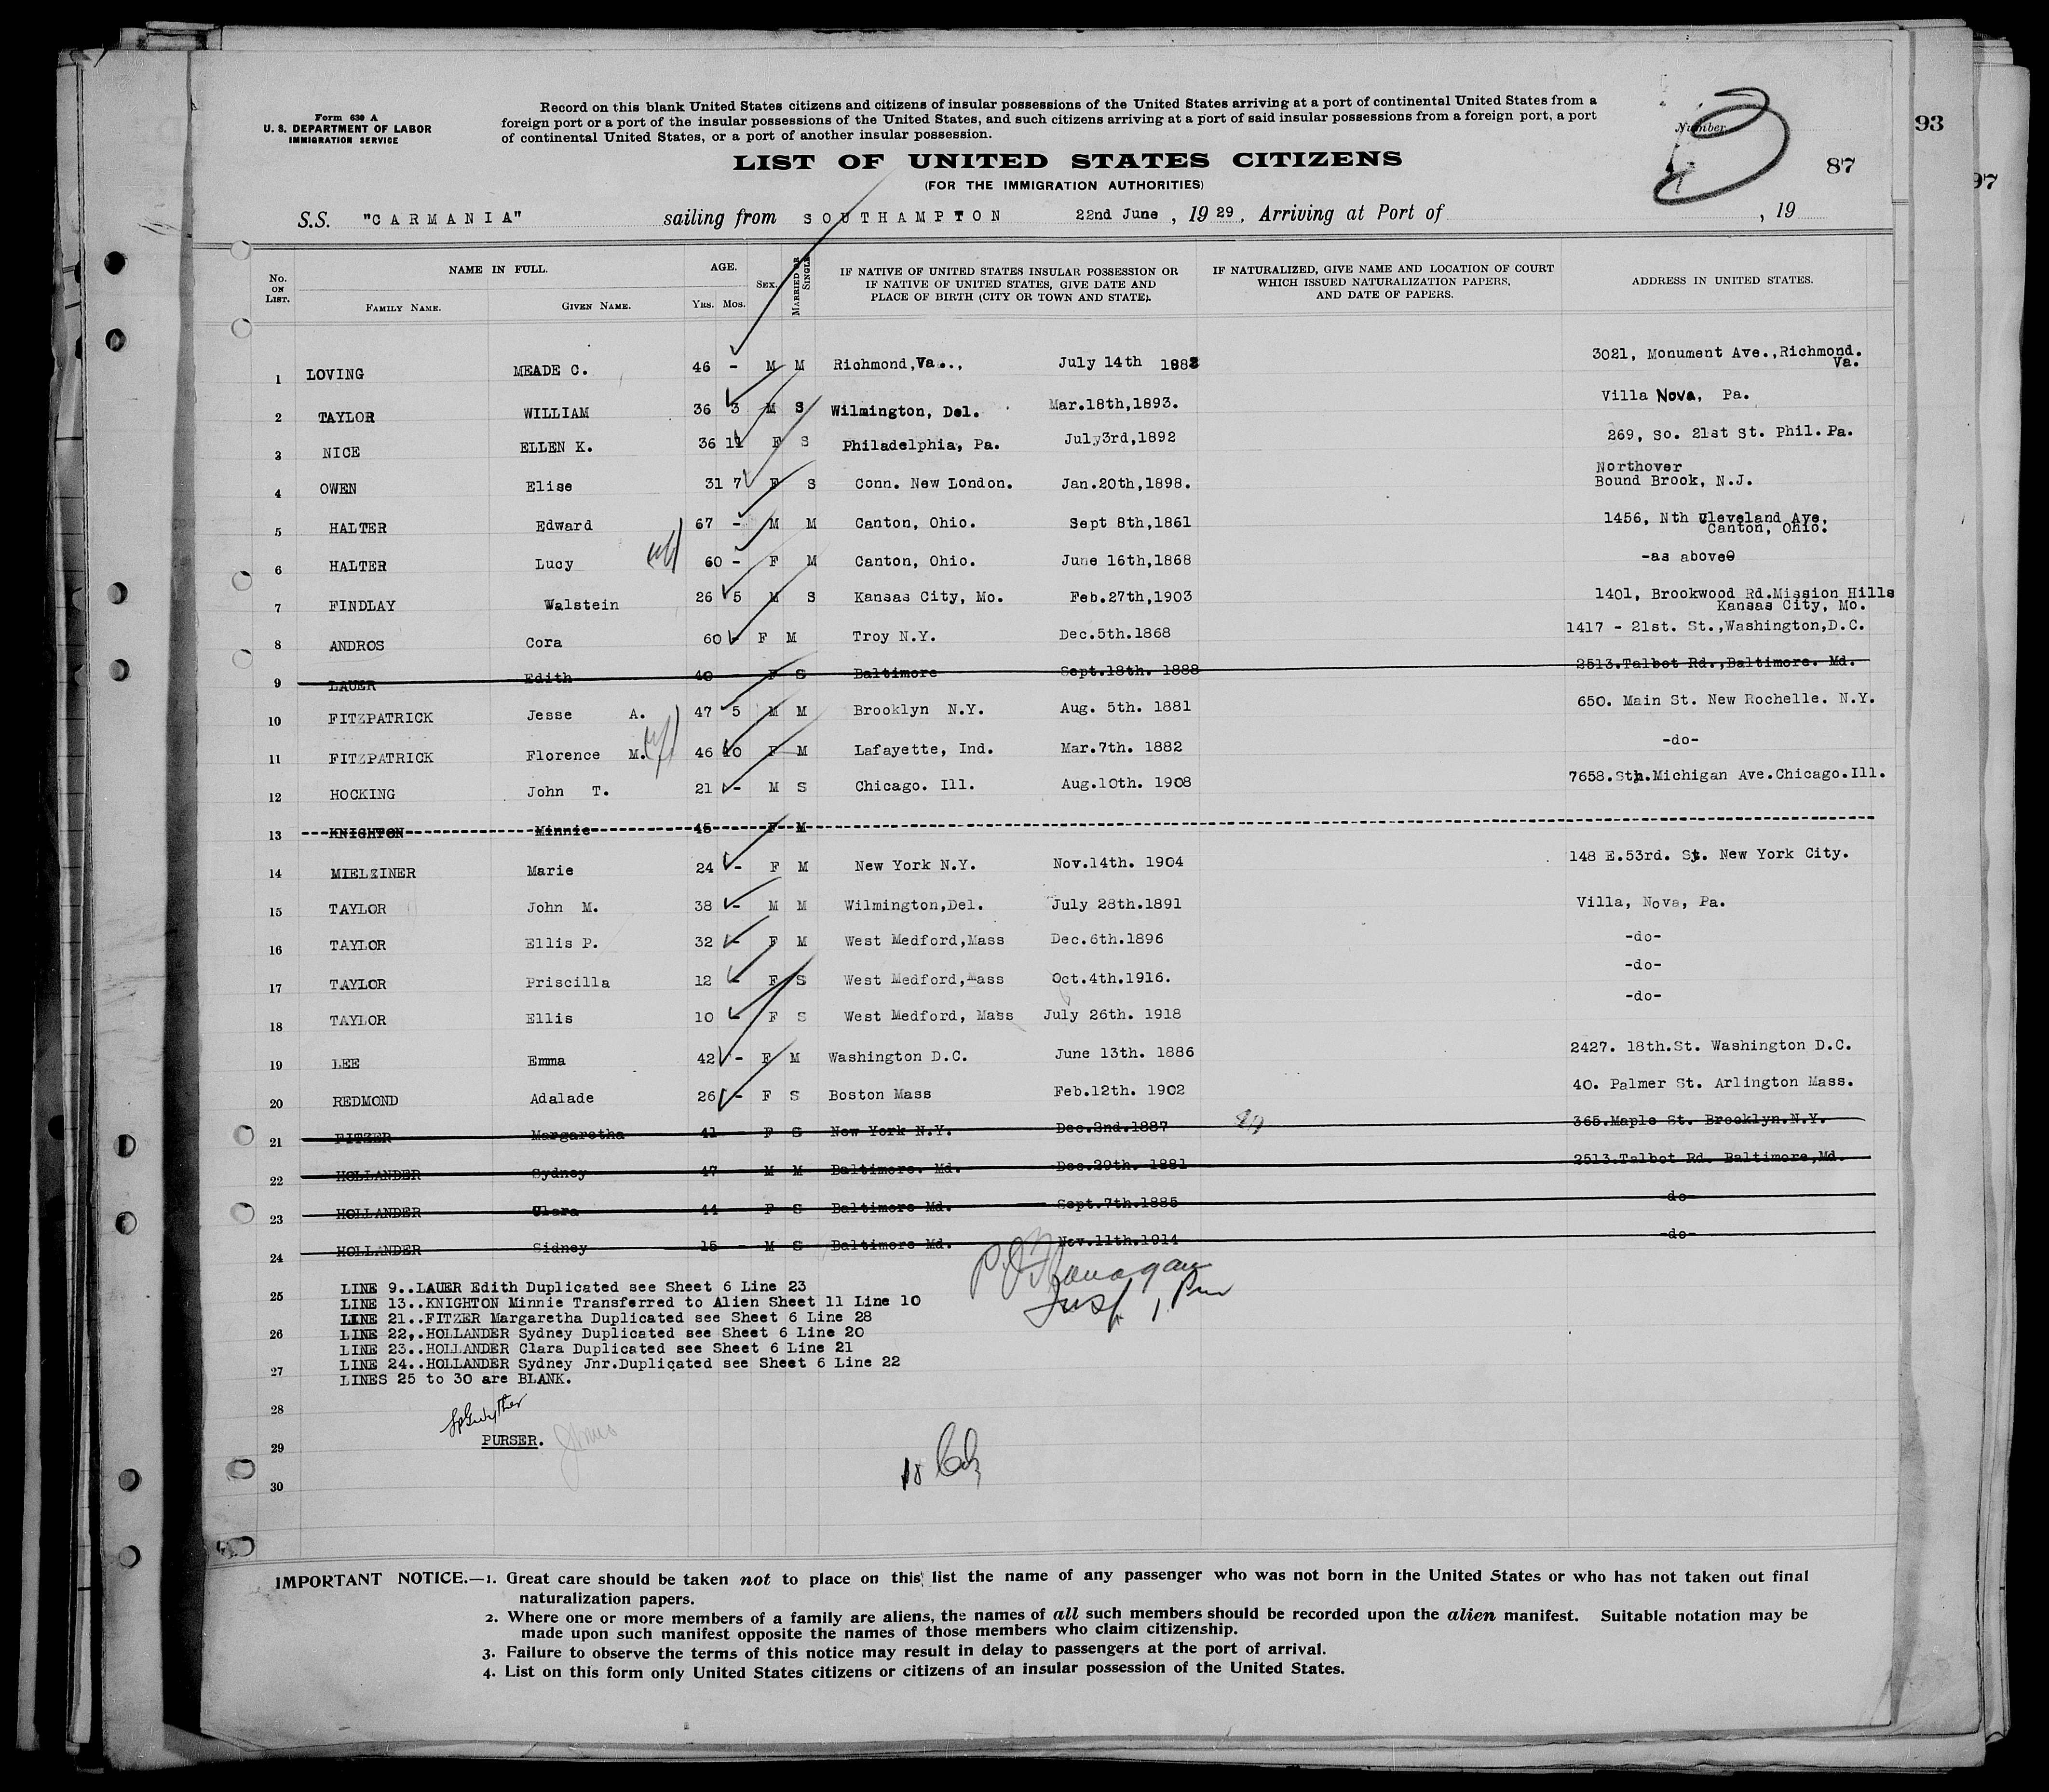 Form 630 A
U. S. DEPARTMENT OF LABOR
IMMIGRATION SERVICE
Record on this blank United States citizens and citizens of insular possessions of the United States arriving at a port of continental United States from a
foreign port or a port of the insular possessions of the United States, and such citizens arriving at a port of said insular possessions from a foreign port, a port
of continental United States, or a port of another insular possession.
Number
93
87
97
LIST OF UNITED STATES CITIZENS
(FOR THE IMMIGRATION AUTHORITIES)
S.S. "CARMANIA" sailing from SOUTHAMPTON 22nd June , 19 29, Arriving at Port of , 19
No. ON LIST. NAME IN FULL. FAMILY NAME. GIVEN NAME. AGE. YRS. MOS. SEX. MARRIED OR SINGLE IF NATIVE OF UNITED STATES INSULAR POSSESSION OR IF NATIVE OF UNITED STATES, GIVE DATE AND PLACE OF BIRTH (CITY OR TOWN AND STATE). IF NATURALIZED, GIVE NAME AND LOCATION OF COURT WHICH ISSUED NATURALIZATION PAPERS, AND DATE OF PAPERS. ADDRESS IN UNITED STATES.
1 LOVING MEADE C. 46 - M M Richmond,Va.., July 14th 1882 3021, Monument Ave.,Richmond. Va.
2 TAYLOR WILLIAM 36 3 M S Wilmington, Del. Mar.18th,1893. Villa Nova, Pa.
3 NICE ELLEN K. 36 11 F S Philadelphia, Pa. July3rd,1892 269, So. 21st St. Phil. Pa.
4 OWEN Elise 31 7 F S Conn. New London. Jan.20th,1898. Northover Bound Brook, N.J.
5 HALTER Edward 67 - M M Canton, Ohio. Sept 8th,1861 1456, Nth Cleveland Ave. Canton, Ohio.
6 HALTER Lucy 60 - F M Canton, Ohio. June 16th,1868 -as above-
7 FINDLAY Walstein 26 5 M S Kansas City, Mo. Feb.27th,1903 1401, Brookwood Rd.Mission Hills Kansas City, Mo.
8 ANDROS Cora 60 - F M Troy N.Y. Dec.5th.1868 1417 - 21st. St.,Washington,D.C.
9 LAUER Edith 40 - F S Baltimore Sept.18th. 1888 2513.Talbot Rd.,Baltimore. Md.
10 FITZPATRICK Jesse A. 47 5 M M Brooklyn N.Y. Aug. 5th. 1881 650. Main St. New Rochelle. N.Y.
11 FITZPATRICK Florence M. 46 10 F M Lafayette, Ind. Mar.7th. 1882 -do-
12 HOCKING John T. 21 - M S Chicago. Ill. Aug.10th. 1908 7658.Sth.Michigan Ave.Chicago.Ill.
13 KNIGHTON Minnie 45 - F M
14 MIELZINER Marie 24 - F M New York N.Y. Nov.14th. 1904 148 E.53rd. St. New York City.
15 TAYLOR John M. 38 - M M Wilmington,Del. July 28th.1891 Villa, Nova, Pa.
16 TAYLOR Ellis P. 32 - F M West Medford,Mass Dec.6th.1896 -do-
17 TAYLOR Priscilla 12 - F S West Medford,Mass Oct.4th.1916. -do-
18 TAYLOR Ellis 10 - F S West Medford, Mass July 26th. 1918 -do-
19 LEE Emma 42 - F M Washington D.C. June 13th. 1886 2427. 18th.St. Washington D.C.
20 REDMOND Adalade 26 - F S Boston Mass Feb.12th. 1902 40. Palmer St. Arlington Mass.
21 FITZER Margaretha 41 - F S New York N.Y. Dec.2nd.1887 365.Maple St. Brooklyn.N.Y.
22 HOLLANDER Sydney 47 - M M Baltimore. Md. Dec.29th. 1881 2513.Talbot Rd. Baltimore,Md.
23 HOLLANDER Clara 44 F S Baltimore Md. Sept.7th.1885 -do-
24 HOLLANDER Sidney 15 - M S Baltimore Md. Nov.11th.1914 -do-
LINE 9..LAUER Edith Duplicated see Sheet 6 Line 23
25
LINE 13..KNIGHTON Minnie Transferred to Alien Sheet 11 Line 10
LINE 21..FITZER Margaretha Duplicated see Sheet 6 Line 28
26 LINE 22,.HOLLANDER Sydney Duplicated see Sheet 6 Line 20
LINE 23..HOLLANDER Clara Duplicated see Sheet 6 Line 21
LINE 24..HOLLANDER Sydney Jnr.Duplicated see Sheet 6 Line 22
27
LINES 25 to 30 are BLANK.
28
PURSER.
29
30
IMPORTANT NOTICE.—1. Great care should be taken not to place on this list the name of any passenger who was not born in the United States or who has not taken out final
naturalization papers.
2. Where one or more members of a family are aliens, the names of all such members should be recorded upon the alien manifest. Suitable notation may be
made upon such manifest opposite the names of those members who claim citizenship.
3. Failure to observe the terms of this notice may result in delay to passengers at the port of arrival.
4. List on this form only United States citizens or citizens of an insular possession of the United States.